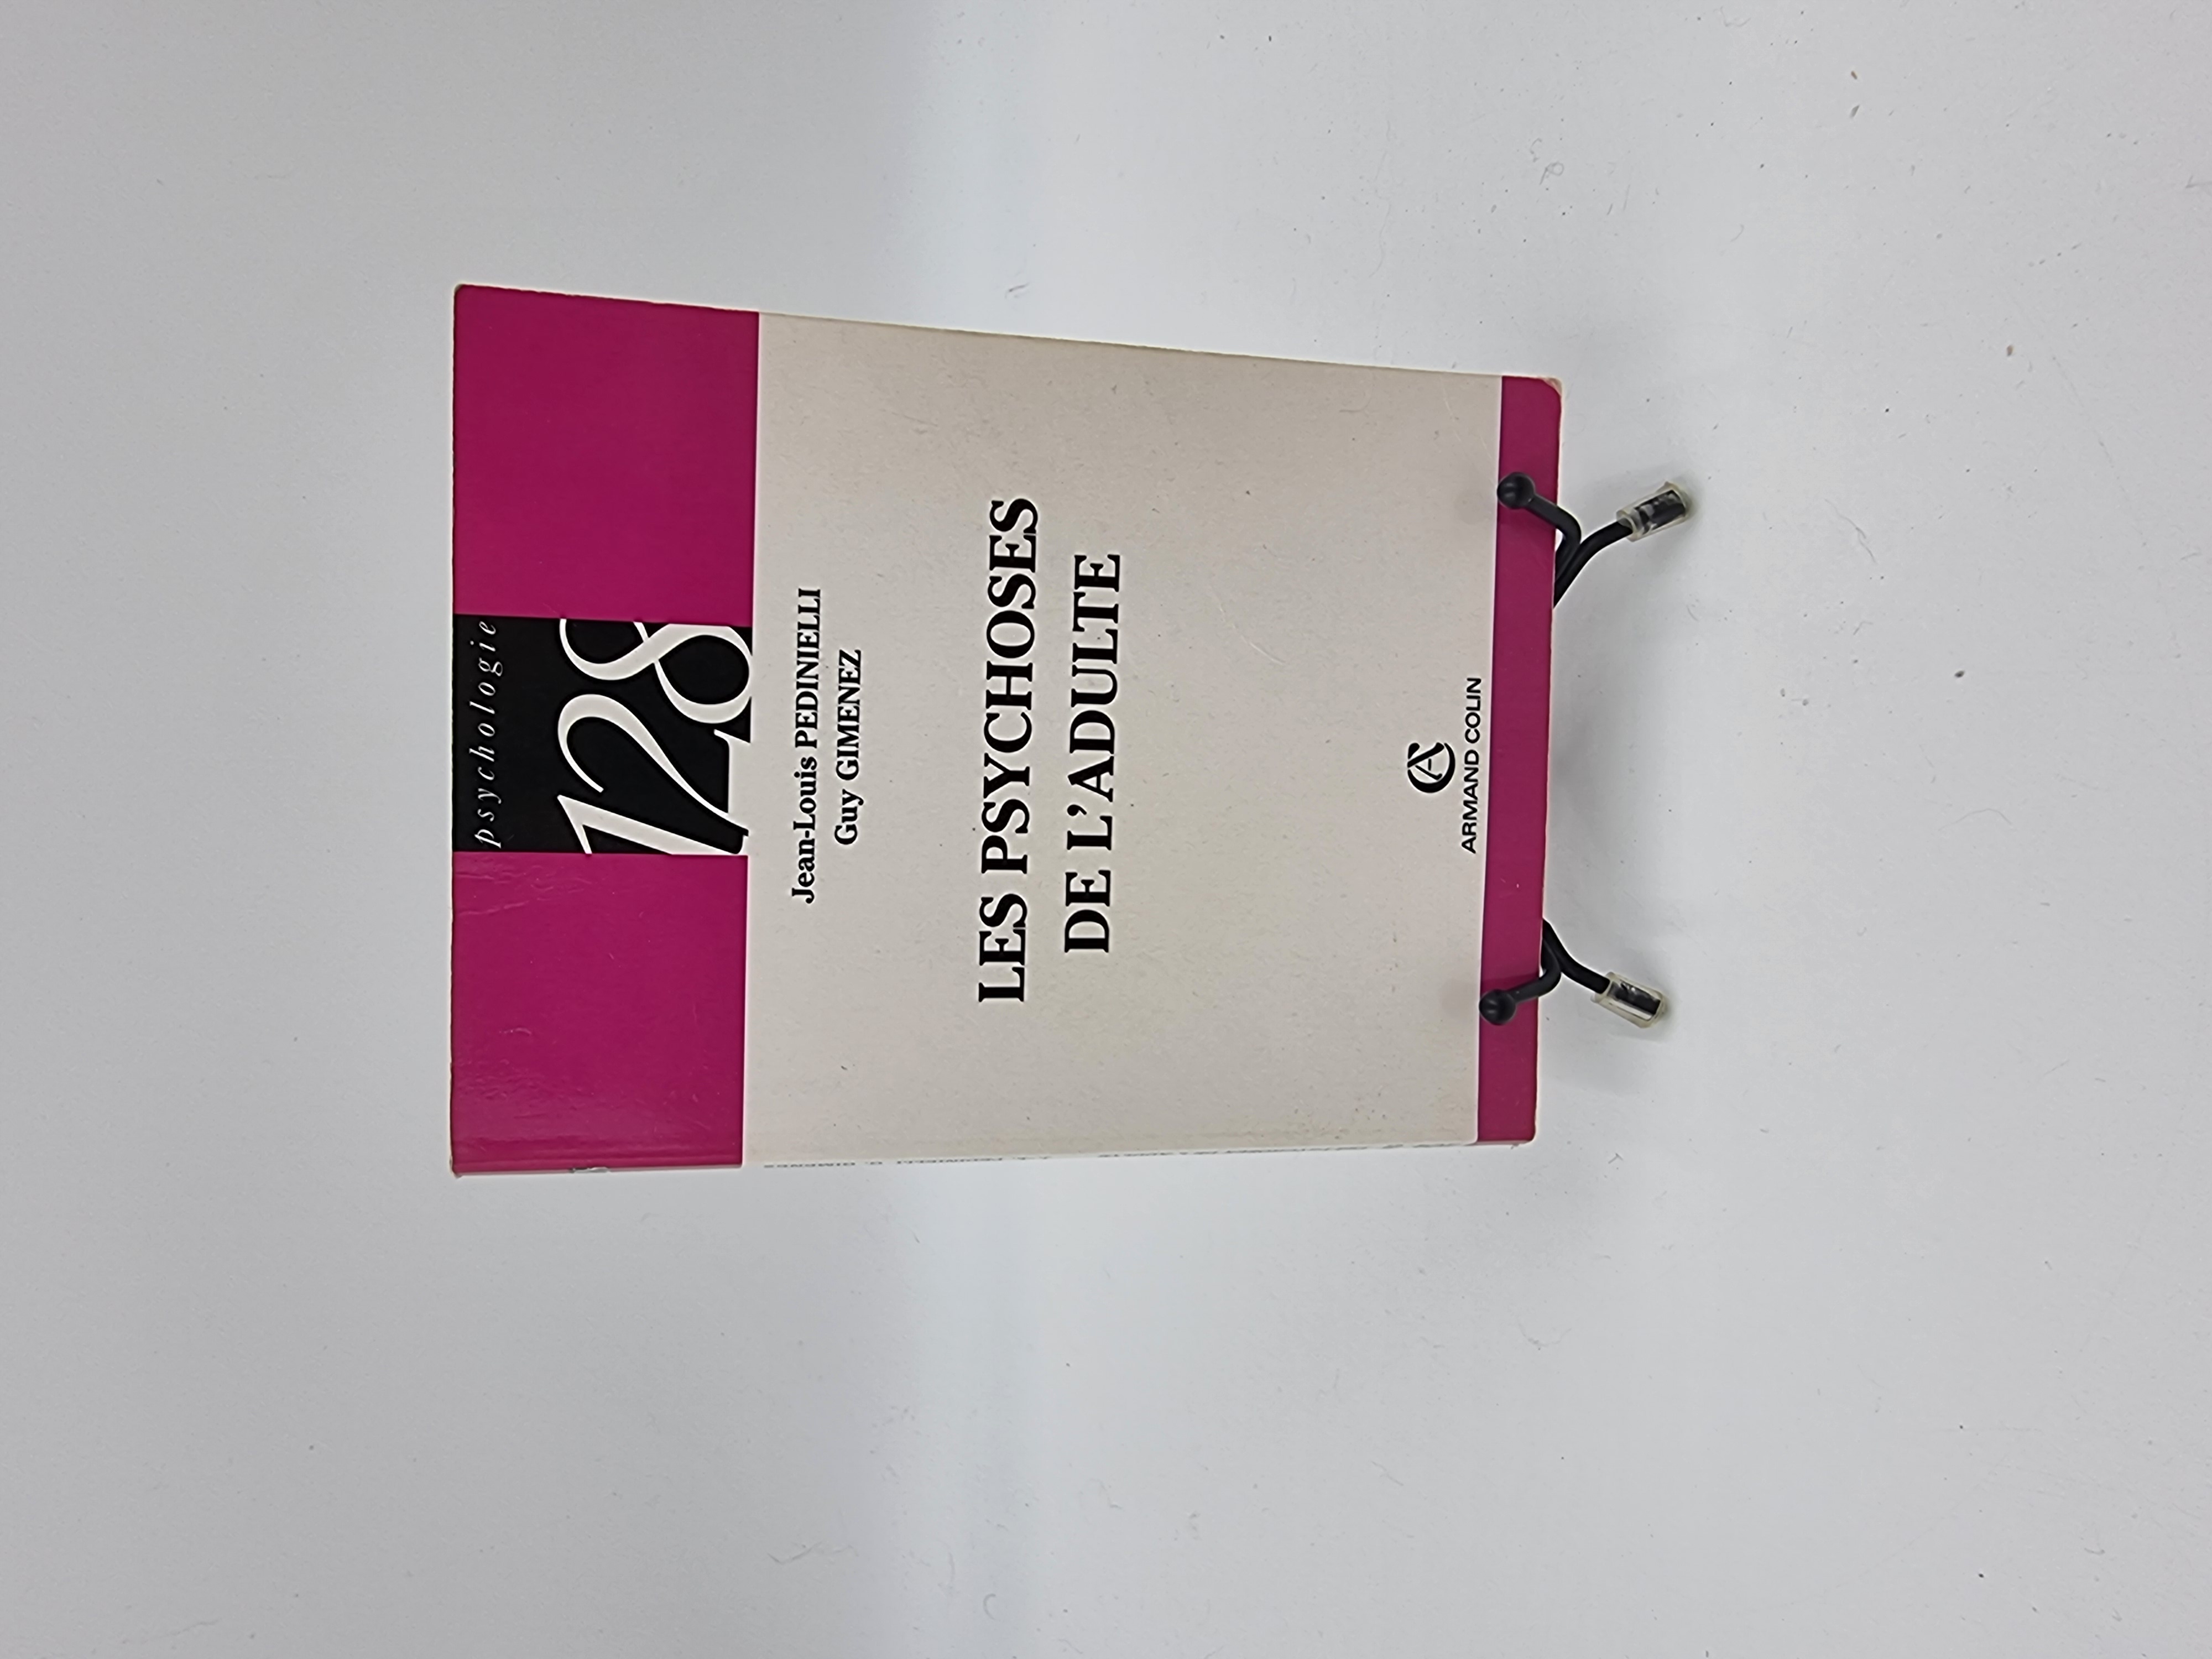 psychologie
128
Jean-Louis PEDINIELLI
Guy GIMENEZ
LES PSYCHOSES
DE L'ADULTE
ARMAND COLIN